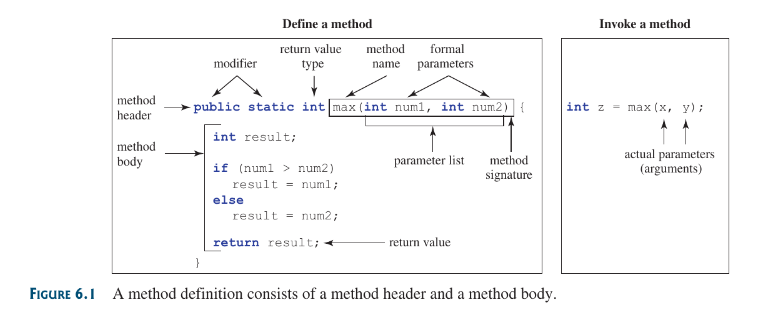 Define a method
Invoke a method
return value type
method name
formal parameters
modifier
method header
public static int max(int num1, int num2) {
int z = max(x, y);
method body
int result;
parameter list
method signature
actual parameters (arguments)
if (num1 > num2)
result = num1;
else
result = num2;
return result;
return value
}
FIGURE 6.1 A method definition consists of a method header and a method body.